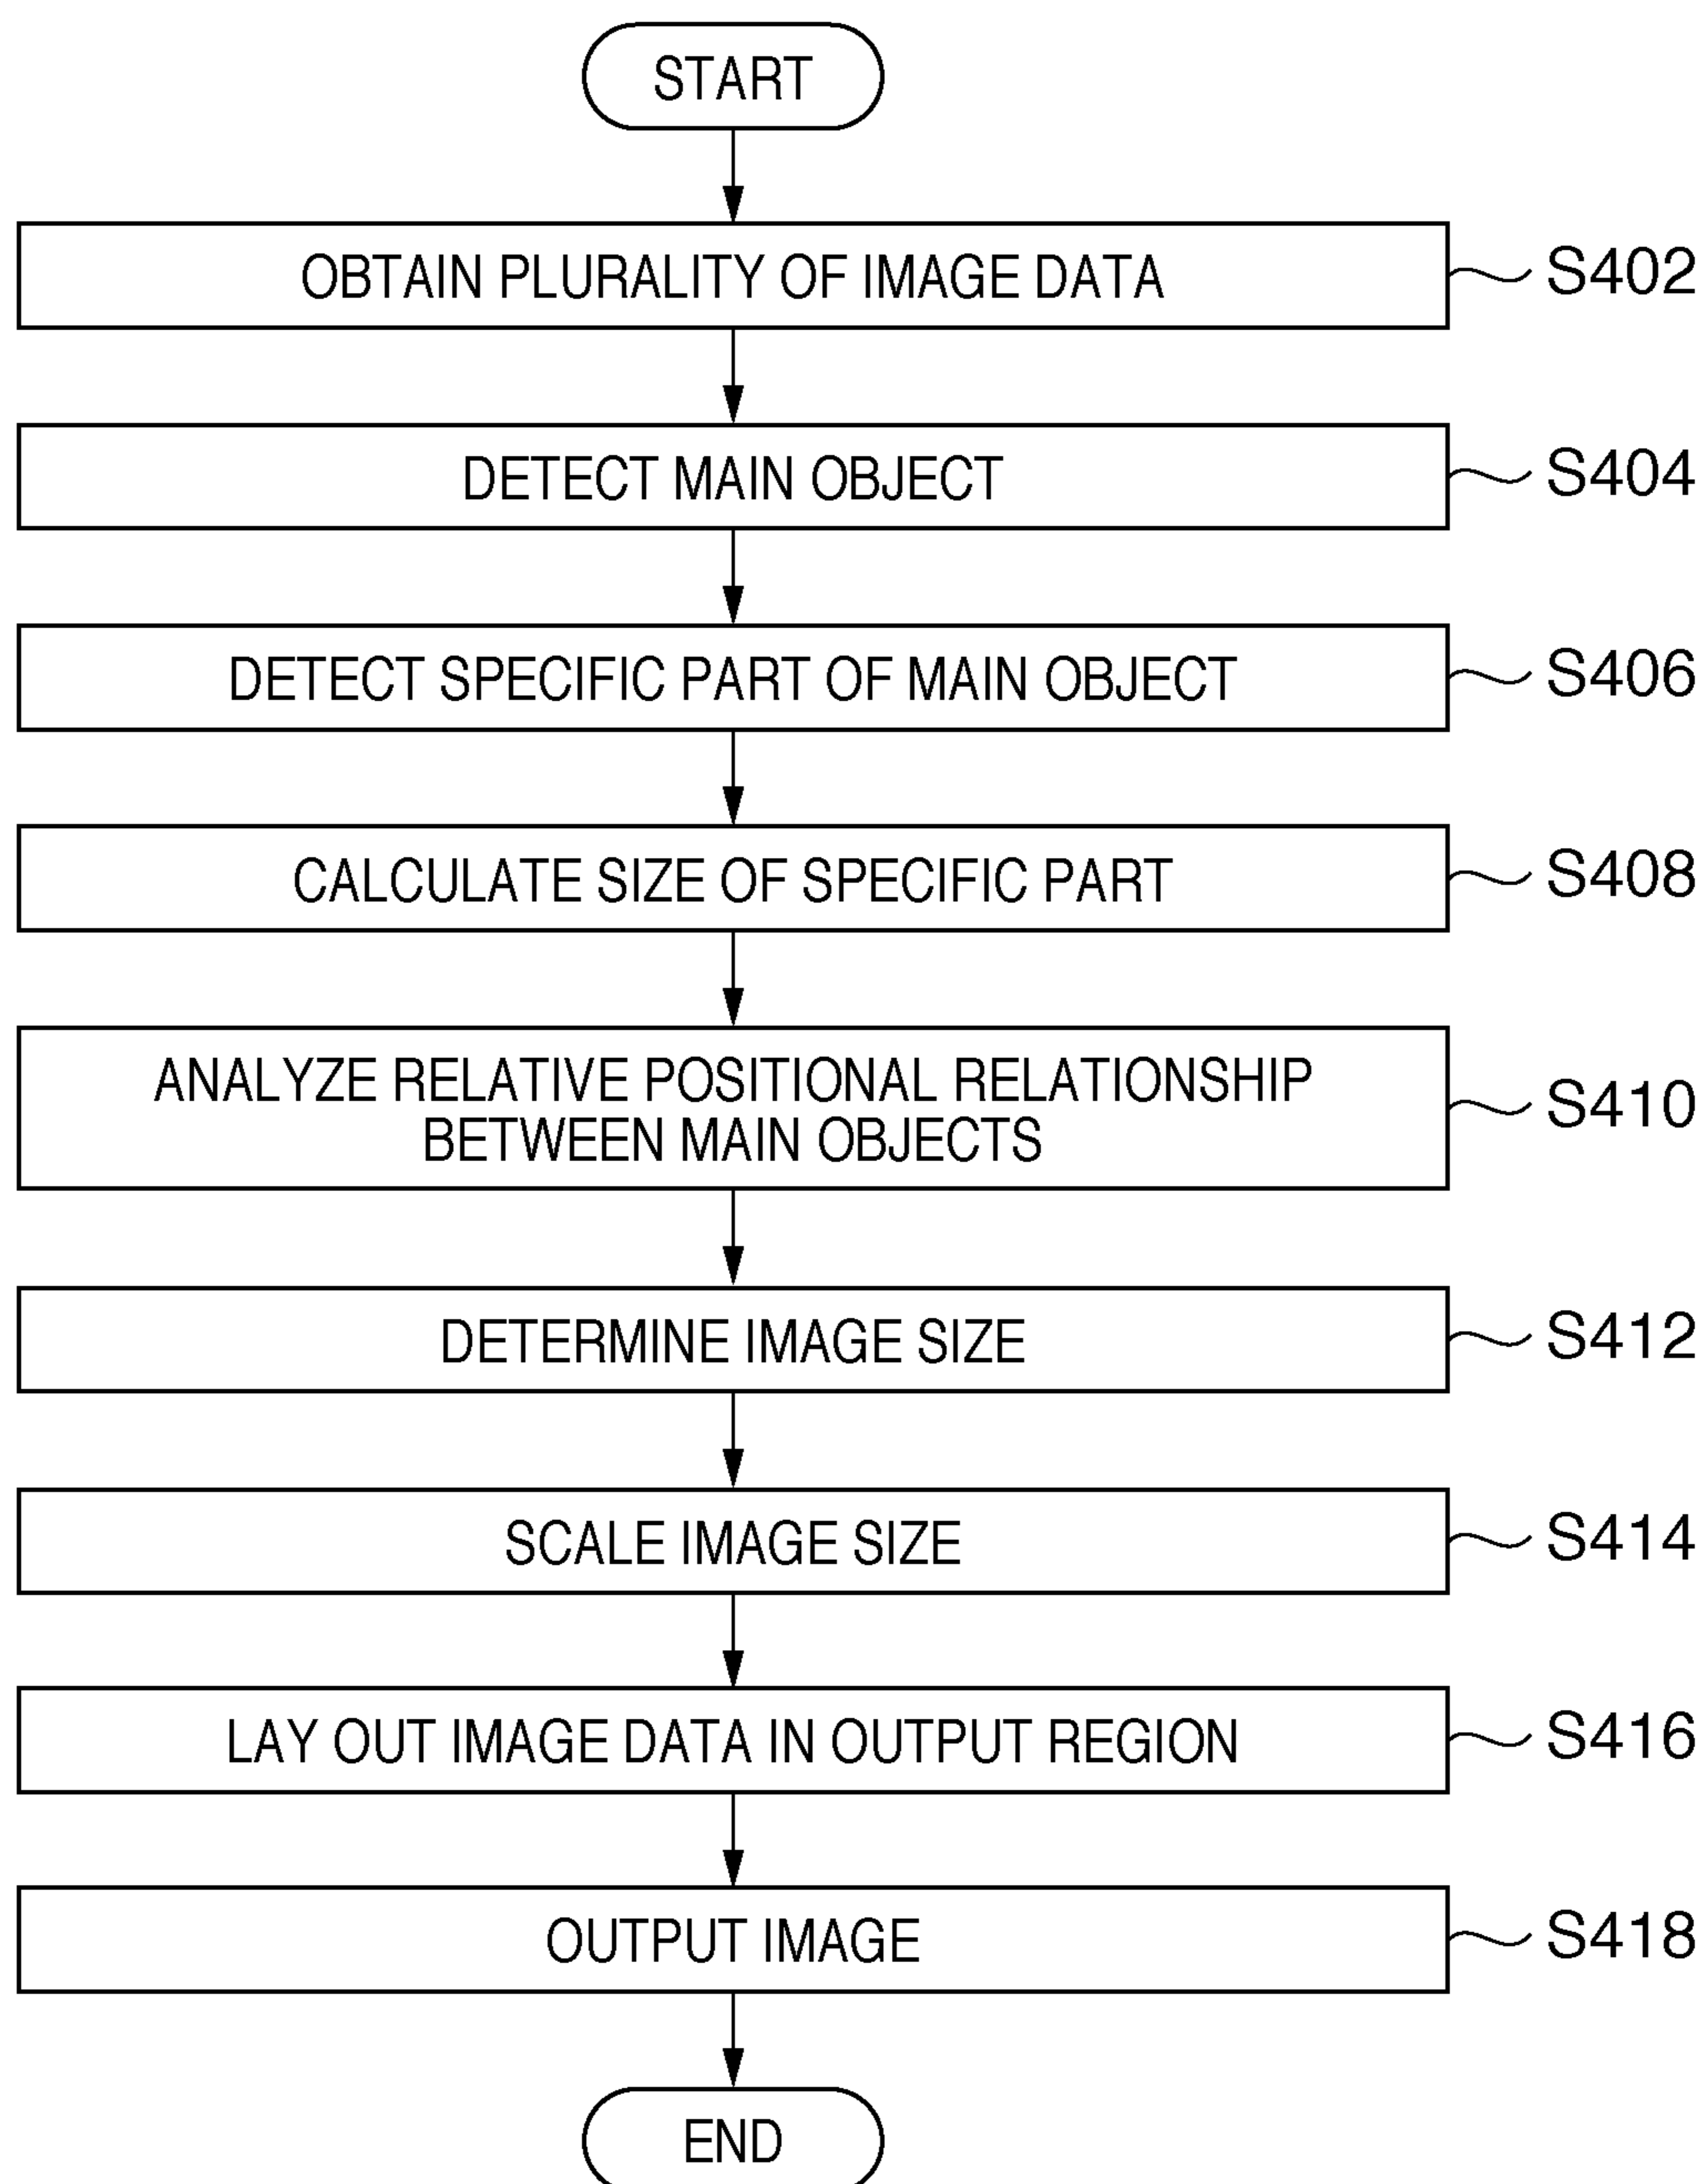 START
OBTAIN PLURALITY OF IMAGE DATA
S402
DETECT MAIN OBJECT
S404
DETECT SPECIFIC PART OF MAIN OBJECT
S406
CALCULATE SIZE OF SPECIFIC PART
S408
ANALYZE RELATIVE POSITIONAL RELATIONSHIP
BETWEEN MAIN OBJECTS
S410
DETERMINE IMAGE SIZE
S412
SCALE IMAGE SIZE
S414
LAY OUT IMAGE DATA IN OUTPUT REGION
S416
OUTPUT IMAGE
S418
END